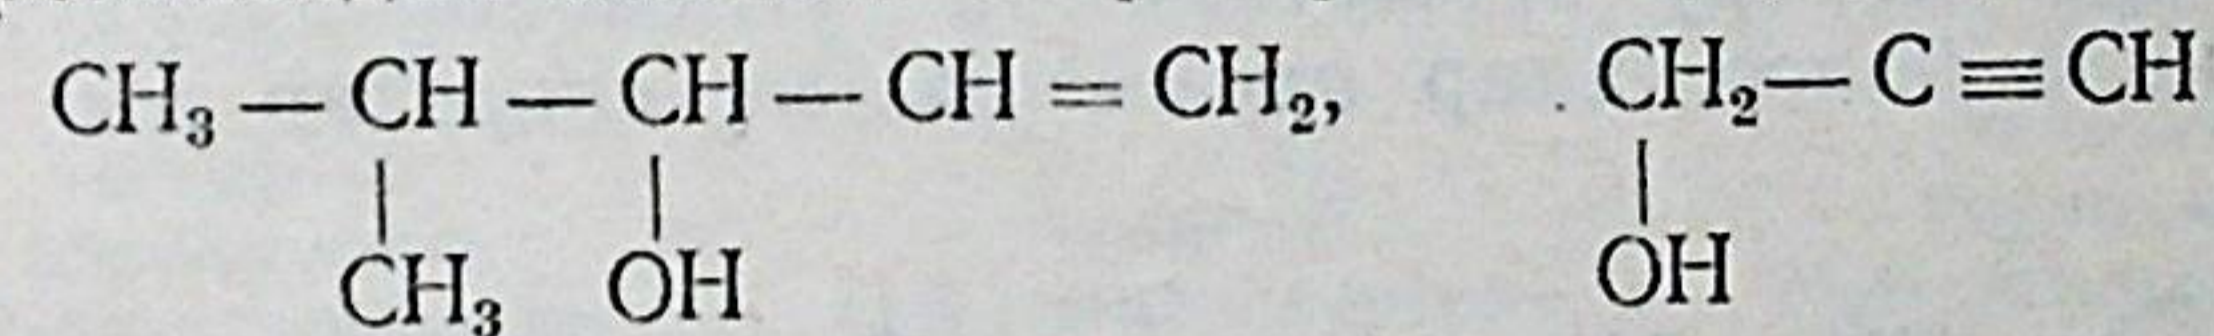 CH₃ — CH — CH — CH = CH₂, CH₂ — C ≡ CH
| | |
CH₃ OH OH